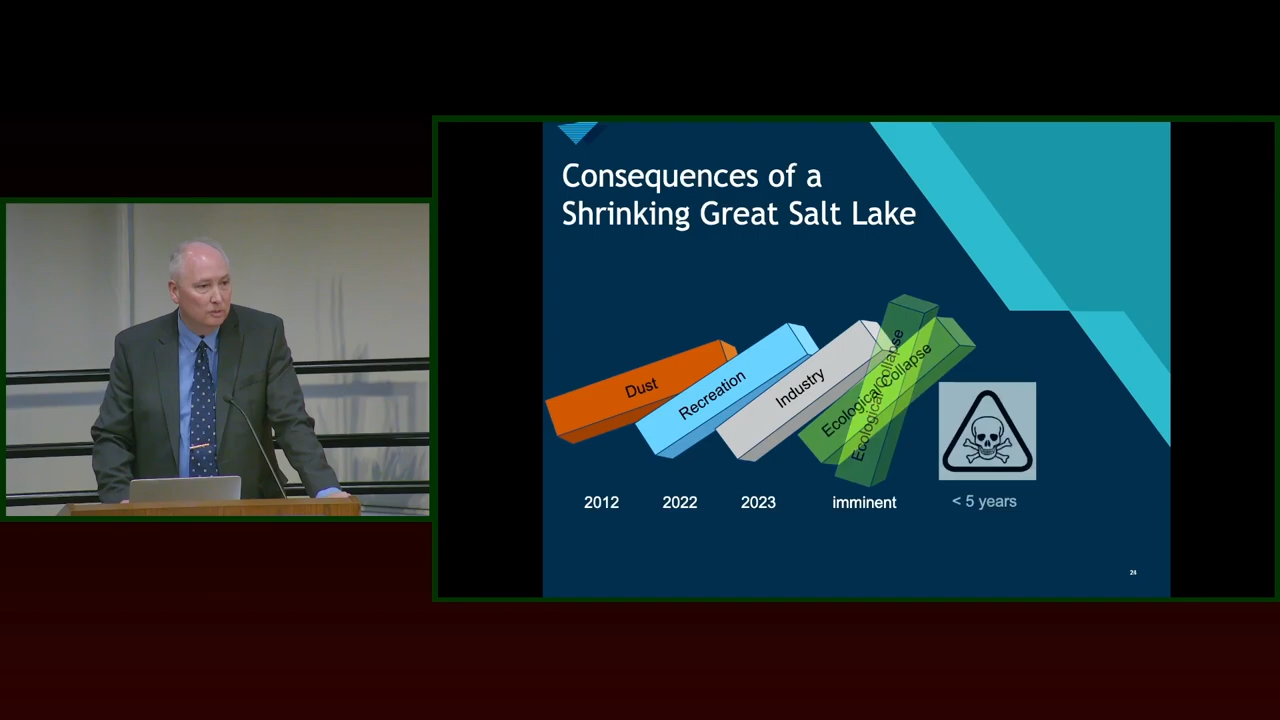 Consequences of a
Shrinking Great Salt Lake
Dust
Recreation
Industry
Ecological Collapse
Ecological Collapse
2012
2022
2023
imminent
< 5 years
24